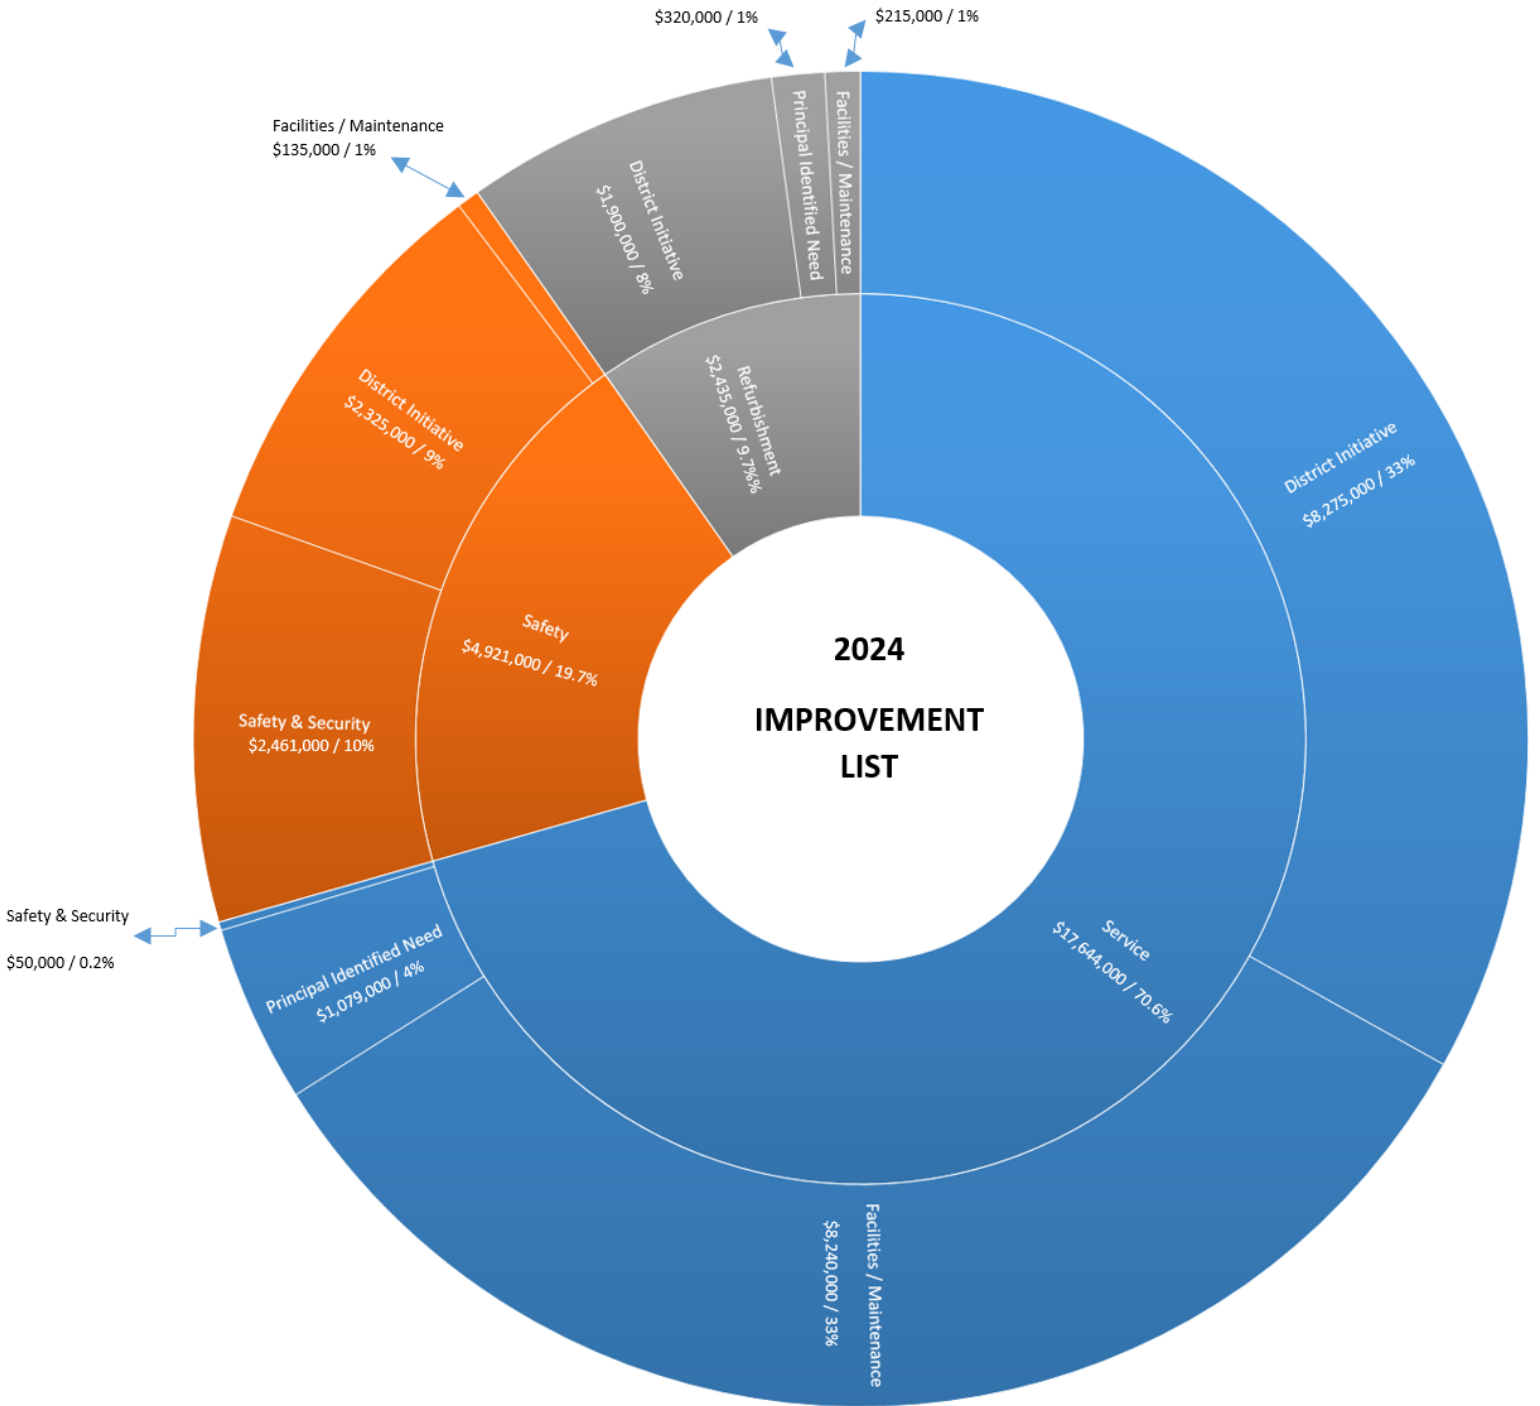 $320,000 / 1%
$215,000 / 1%
Facilities / Maintenance
$135,000 / 1%
District Initiative
$1,900,000 / 8%
Principal Identified Need
Facilities / Maintenance
Refurbishment
$2,435,000 / 9.7%%
District Initiative
$2,325,000 / 9%
District Initiative
$8,275,000 / 33%
Safety
$4,921,000 / 19.7%
2024
IMPROVEMENT
LIST
Safety & Security
$2,461,000 / 10%
Safety & Security
$50,000 / 0.2%
Principal Identified Need
$1,079,000 / 4%
Service
$17,644,000 / 70.6%
Facilities / Maintenance
$8,240,000 / 33%